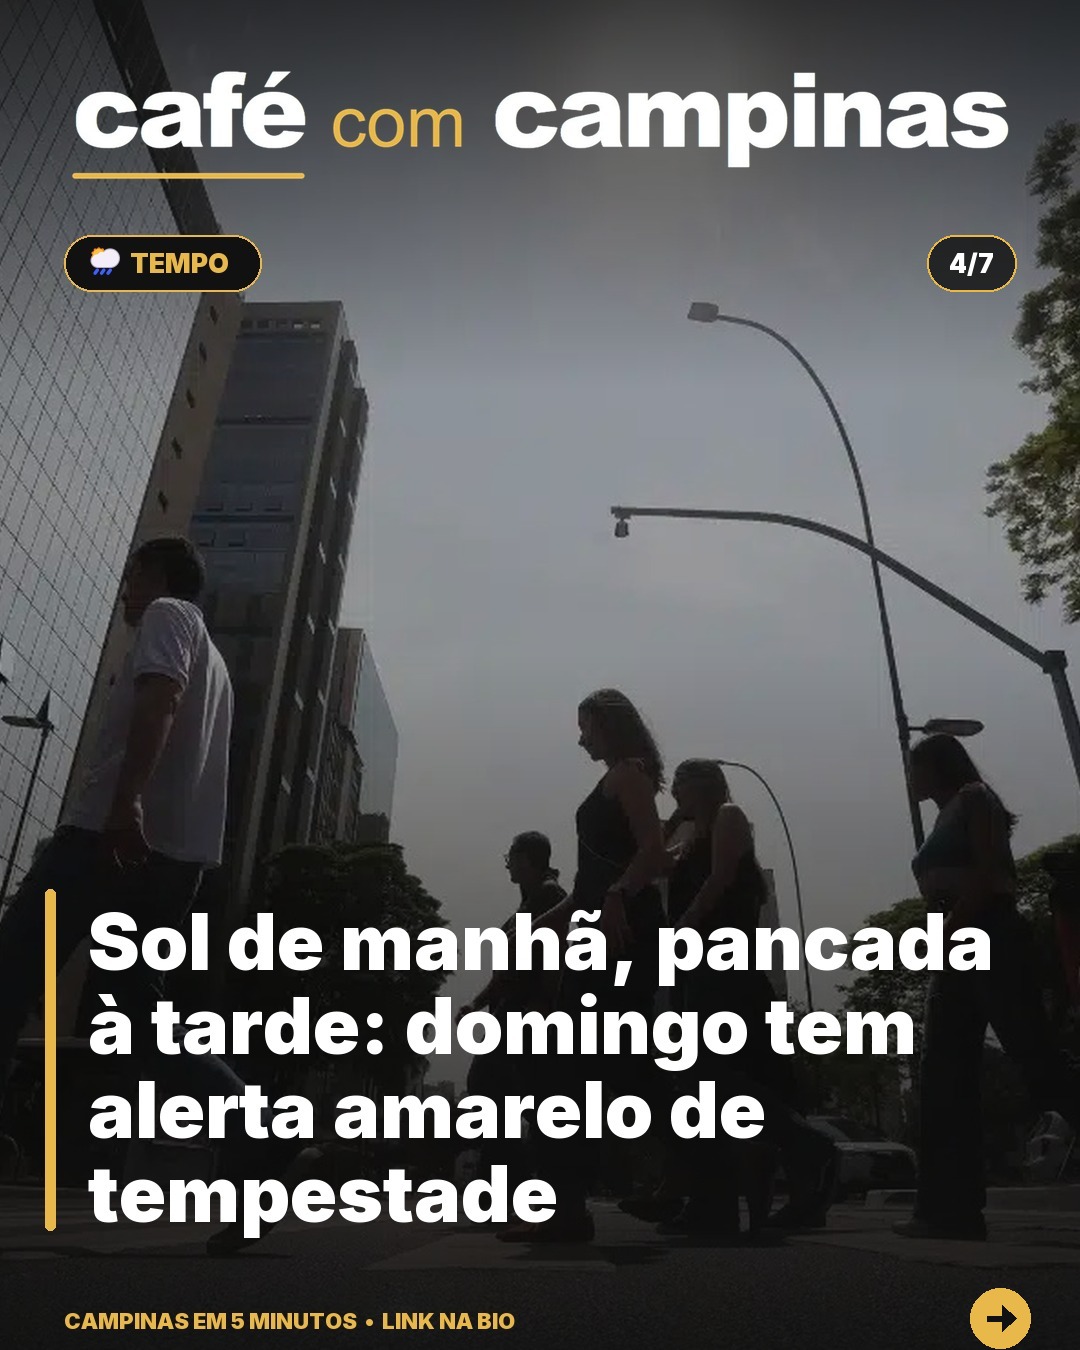 café com campinas
TEMPO
4/7
Sol de manhã, pancada
à tarde: domingo tem
alerta amarelo de
tempestade
CAMPINAS EM 5 MINUTOS • LINK NA BIO